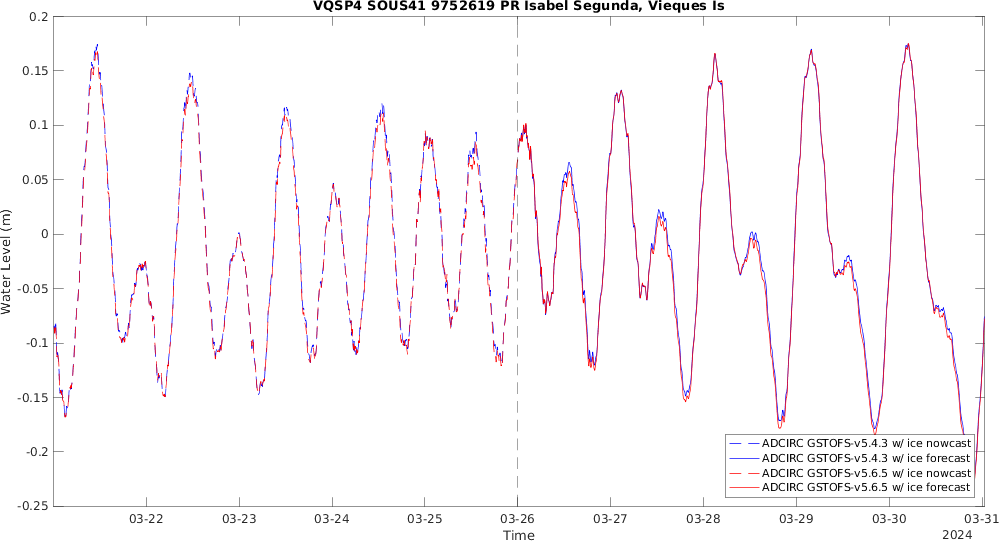 VQSP4 SOUS41 9752619 PR Isabel Segunda, Vieques Is
0.2
0.15
0.1
0.05
0
-0.05
-0.1
-0.15
-0.2
-0.25
Water Level (m)
ADCIRC GSTOFS-v5.4.3 w/ ice nowcast
ADCIRC GSTOFS-v5.4.3 w/ ice forecast
ADCIRC GSTOFS-v5.6.5 w/ ice nowcast
ADCIRC GSTOFS-v5.6.5 w/ ice forecast
03-22 03-23 03-24 03-25 03-26 03-27 03-28 03-29 03-30 03-31
Time
2024